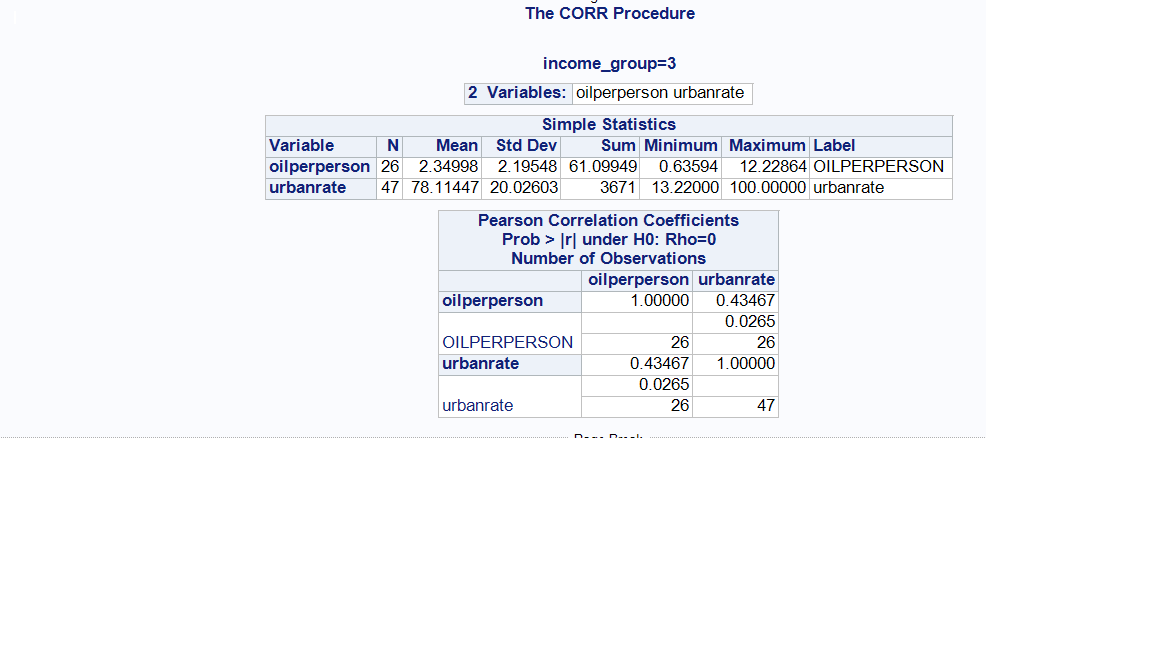 The CORR Procedure
income_group=3
2 Variables: oilperperson urbanrate
Simple Statistics
Variable N Mean Std Dev Sum Minimum Maximum Label
oilperperson 26 2.34998 2.19548 61.09949 0.63594 12.22864 OILPERPERSON
urbanrate 47 78.11447 20.02603 3671 13.22000 100.00000 urbanrate
Pearson Correlation Coefficients
Prob > |r| under H0: Rho=0
Number of Observations
oilperperson urbanrate
oilperperson 1.00000 0.43467
0.0265
OILPERPERSON 26 26
urbanrate 0.43467 1.00000
0.0265
urbanrate 26 47
Page Break